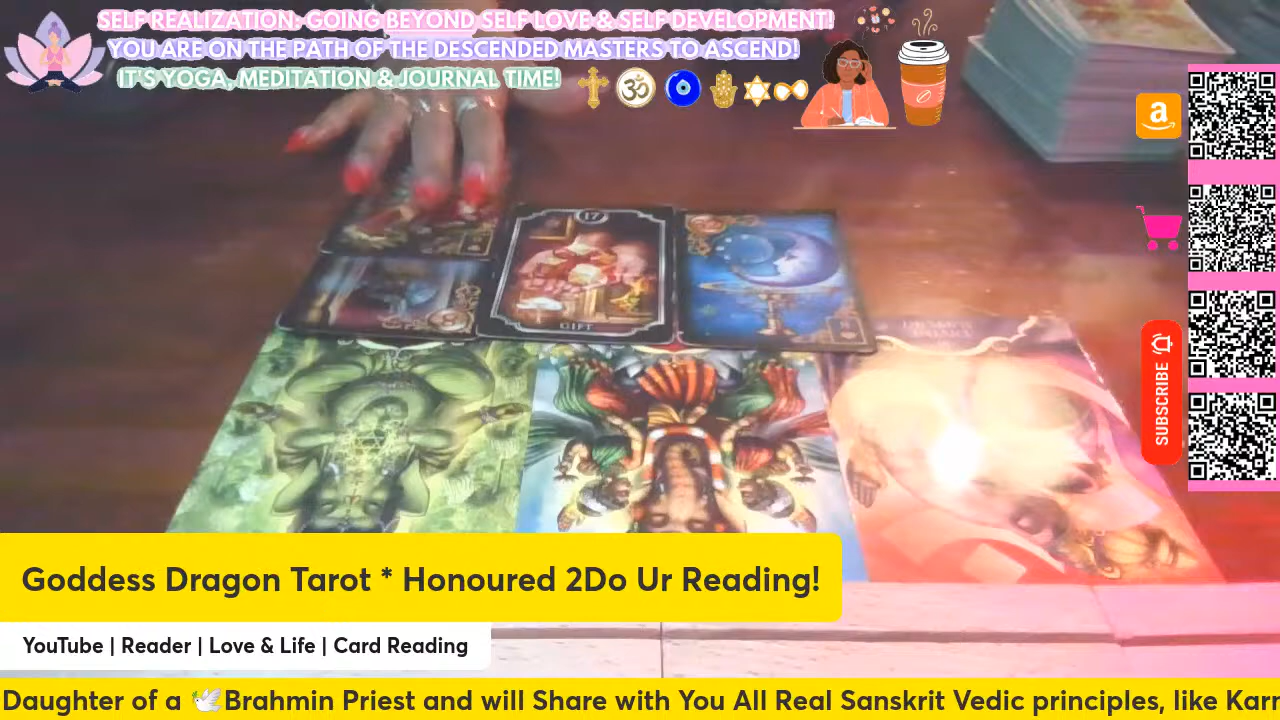 SELF REALIZATION: GOING BEYOND SELF LOVE & SELF DEVELOPMENT!
YOU ARE ON THE PATH OF THE DESCENDED MASTERS TO ASCEND!
IT'S YOGA, MEDITATION & JOURNAL TIME!
a
17
GIFT
SUBSCRIBE
Goddess Dragon Tarot * Honoured 2Do Ur Reading!
YouTube | Reader | Love & Life | Card Reading
Daughter of a 🕊Brahmin Priest and will Share with You All Real Sanskrit Vedic principles, like Karr